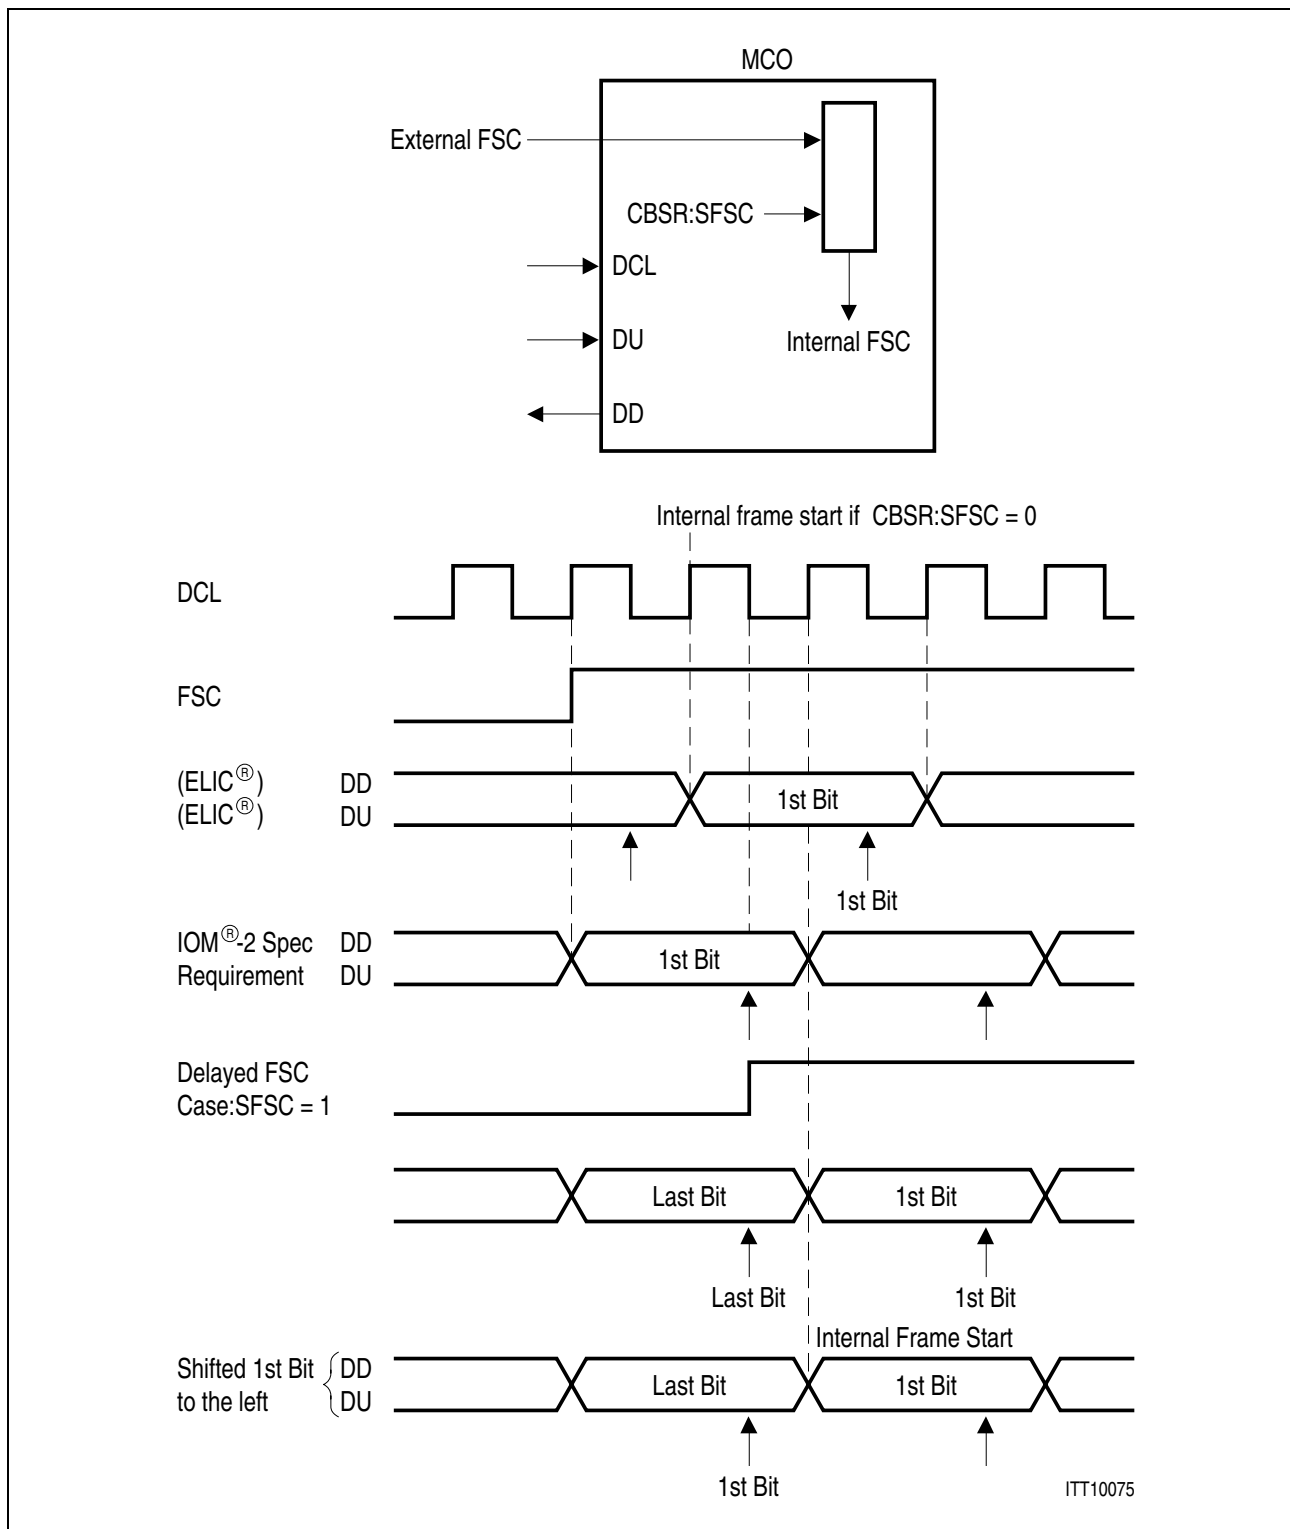 MCO
External FSC
CBSR:SFSC
DCL
DU
Internal FSC
DD
Internal frame start if CBSR:SFSC = 0
DCL
FSC
(ELIC®) DD
1st Bit
(ELIC®) DU
1st Bit
IOM®-2 Spec DD
1st Bit
Requirement DU
Delayed FSC
Case:SFSC = 1
Last Bit 1st Bit
Last Bit 1st Bit
Internal Frame Start
Shifted 1st Bit DD
Last Bit 1st Bit
to the left DU
1st Bit
ITT10075